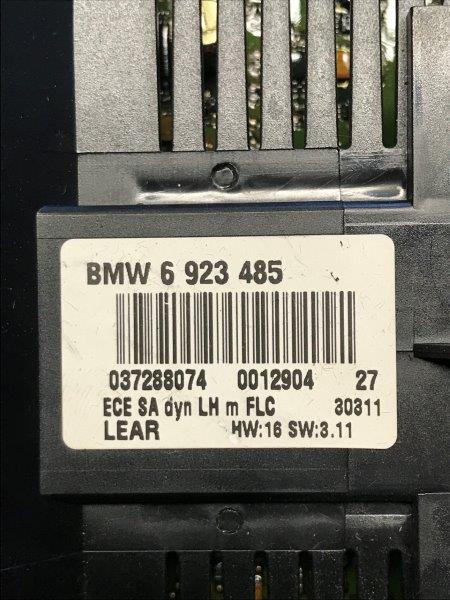 BMW 6 923 485
037288074 0012904 27
ECE SA dyn LH m FLC 30311
LEAR HW:16 SW:3.11